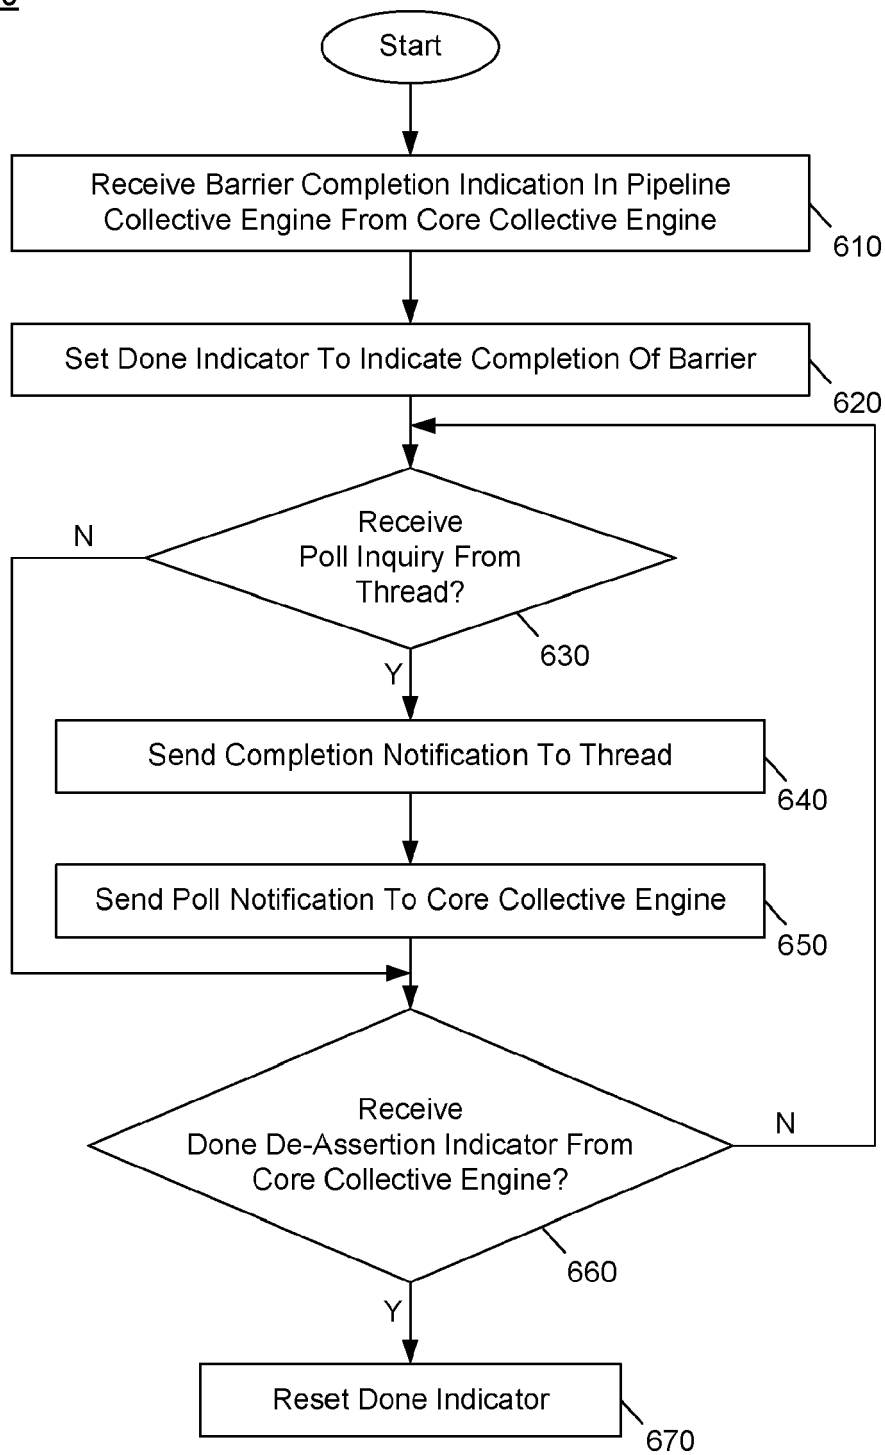 Start
Receive Barrier Completion Indication In Pipeline
Collective Engine From Core Collective Engine
610
Set Done Indicator To Indicate Completion Of Barrier
620
Receive
Poll Inquiry From
Thread?
N
630
Y
Send Completion Notification To Thread
640
Send Poll Notification To Core Collective Engine
650
Receive
Done De-Assertion Indicator From
Core Collective Engine?
N
660
Y
Reset Done Indicator
670